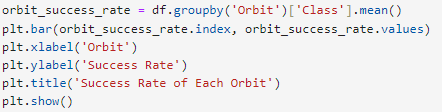 orbit_success_rate = df.groupby('Orbit')['Class'].mean()
plt.bar(orbit_success_rate.index, orbit_success_rate.values)
plt.xlabel('Orbit')
plt.ylabel('Success Rate')
plt.title('Success Rate of Each Orbit')
plt.show()